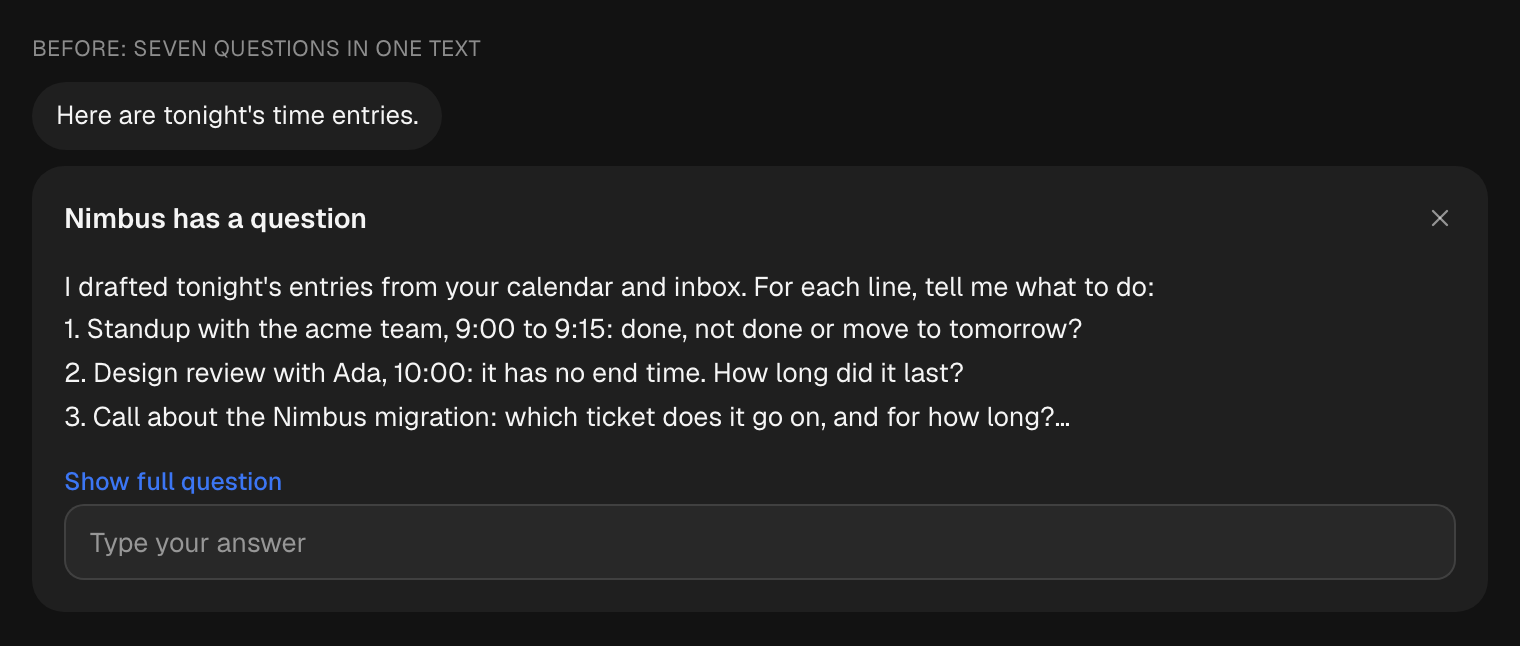 BEFORE: SEVEN QUESTIONS IN ONE TEXT
Here are tonight's time entries.
Nimbus has a question
I drafted tonight's entries from your calendar and inbox. For each line, tell me what to do:
1. Standup with the acme team, 9:00 to 9:15: done, not done or move to tomorrow?
2. Design review with Ada, 10:00: it has no end time. How long did it last?
3. Call about the Nimbus migration: which ticket does it go on, and for how long?...
Show full question
Type your answer